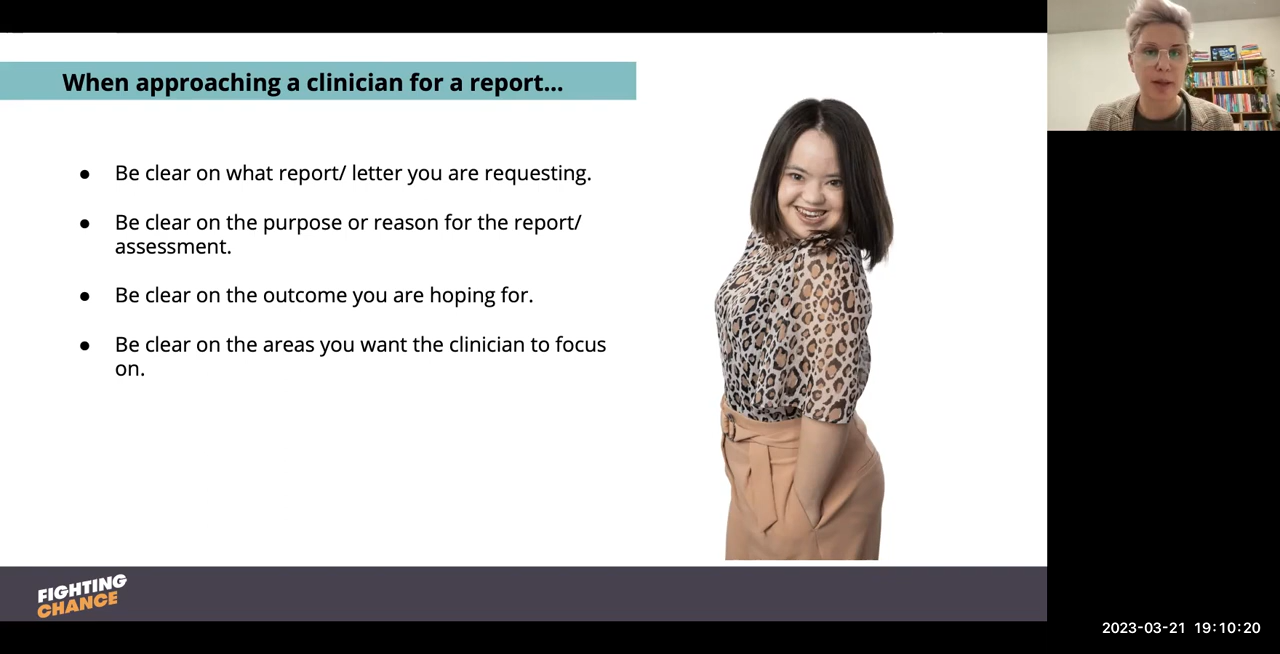 When approaching a clinician for a report...
● Be clear on what report/ letter you are requesting.
● Be clear on the purpose or reason for the report/
assessment.
● Be clear on the outcome you are hoping for.
● Be clear on the areas you want the clinician to focus
on.
FIGHTING
CHANCE
2023-03-21 19:10:20